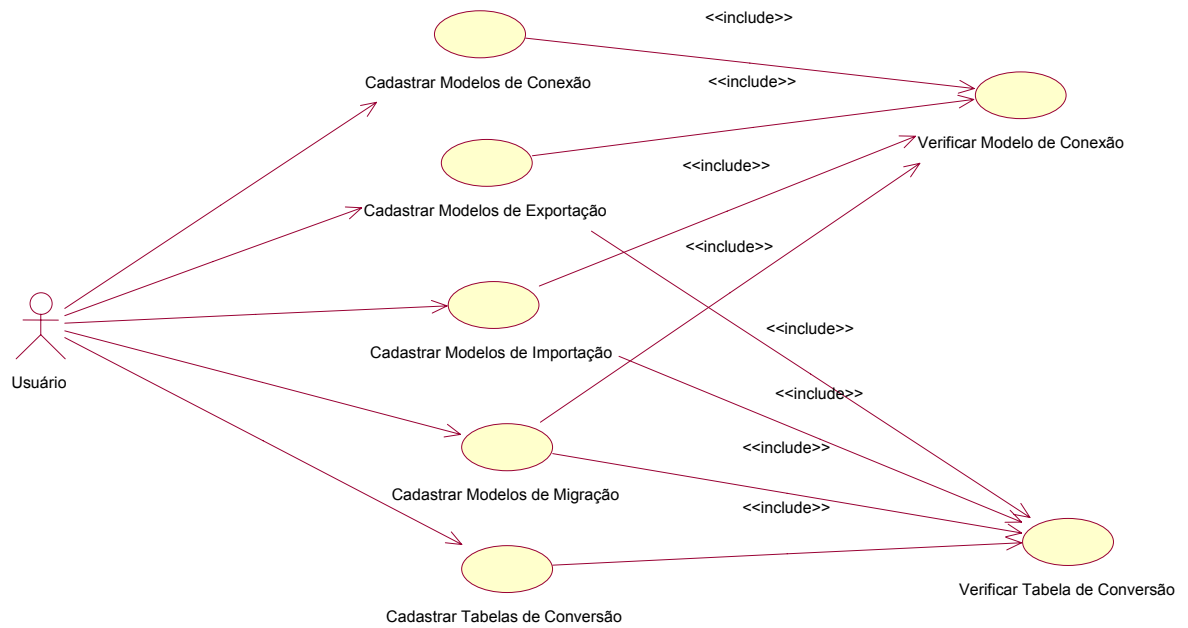 <<include>>
<<include>>
Cadastrar Modelos de Conexão
Verificar Modelo de Conexão
<<include>>
Cadastrar Modelos de Exportação
<<include>>
<<include>>
Cadastrar Modelos de Importação
Usuário
<<include>>
<<include>>
Cadastrar Modelos de Migração
<<include>>
Verificar Tabela de Conversão
Cadastrar Tabelas de Conversão